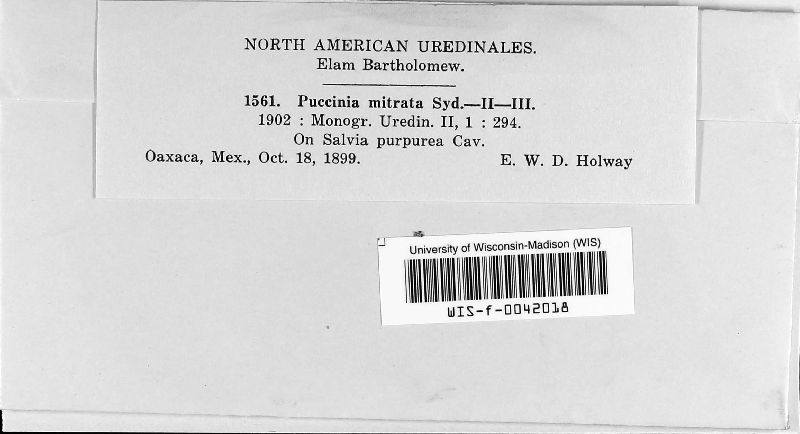 NORTH AMERICAN UREDINALES.
Elam Bartholomew.
1561. Puccinia mitrata Syd.—II—III.
1902 : Monogr. Uredin. II, 1 : 294.
On Salvia purpurea Cav.
Oaxaca, Mex., Oct. 18, 1899. E. W. D. Holway
University of Wisconsin-Madison (WIS)
WIS-f-0042018